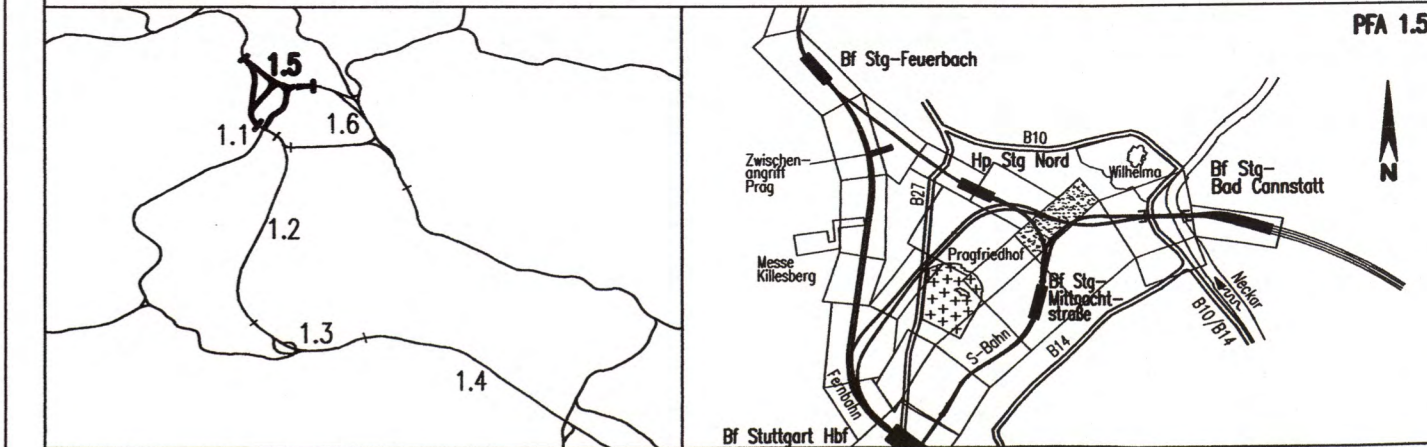 1.5
1.1
1.6
1.2
1.3
1.4
PFA 1.5
Bf Stg-Feuerbach
N
Zwischen-
angriff
Prag
B10
Hp Stg Nord
Wilhelma
Bf Stg-
Bad Cannstatt
B27
Messe
Killesberg
Pragfriedhof
Bf Stg-
Mittnacht-
straße
Neckar
B10/B14
S-Bahn
B14
Fernbahn
Bf Stuttgart Hbf